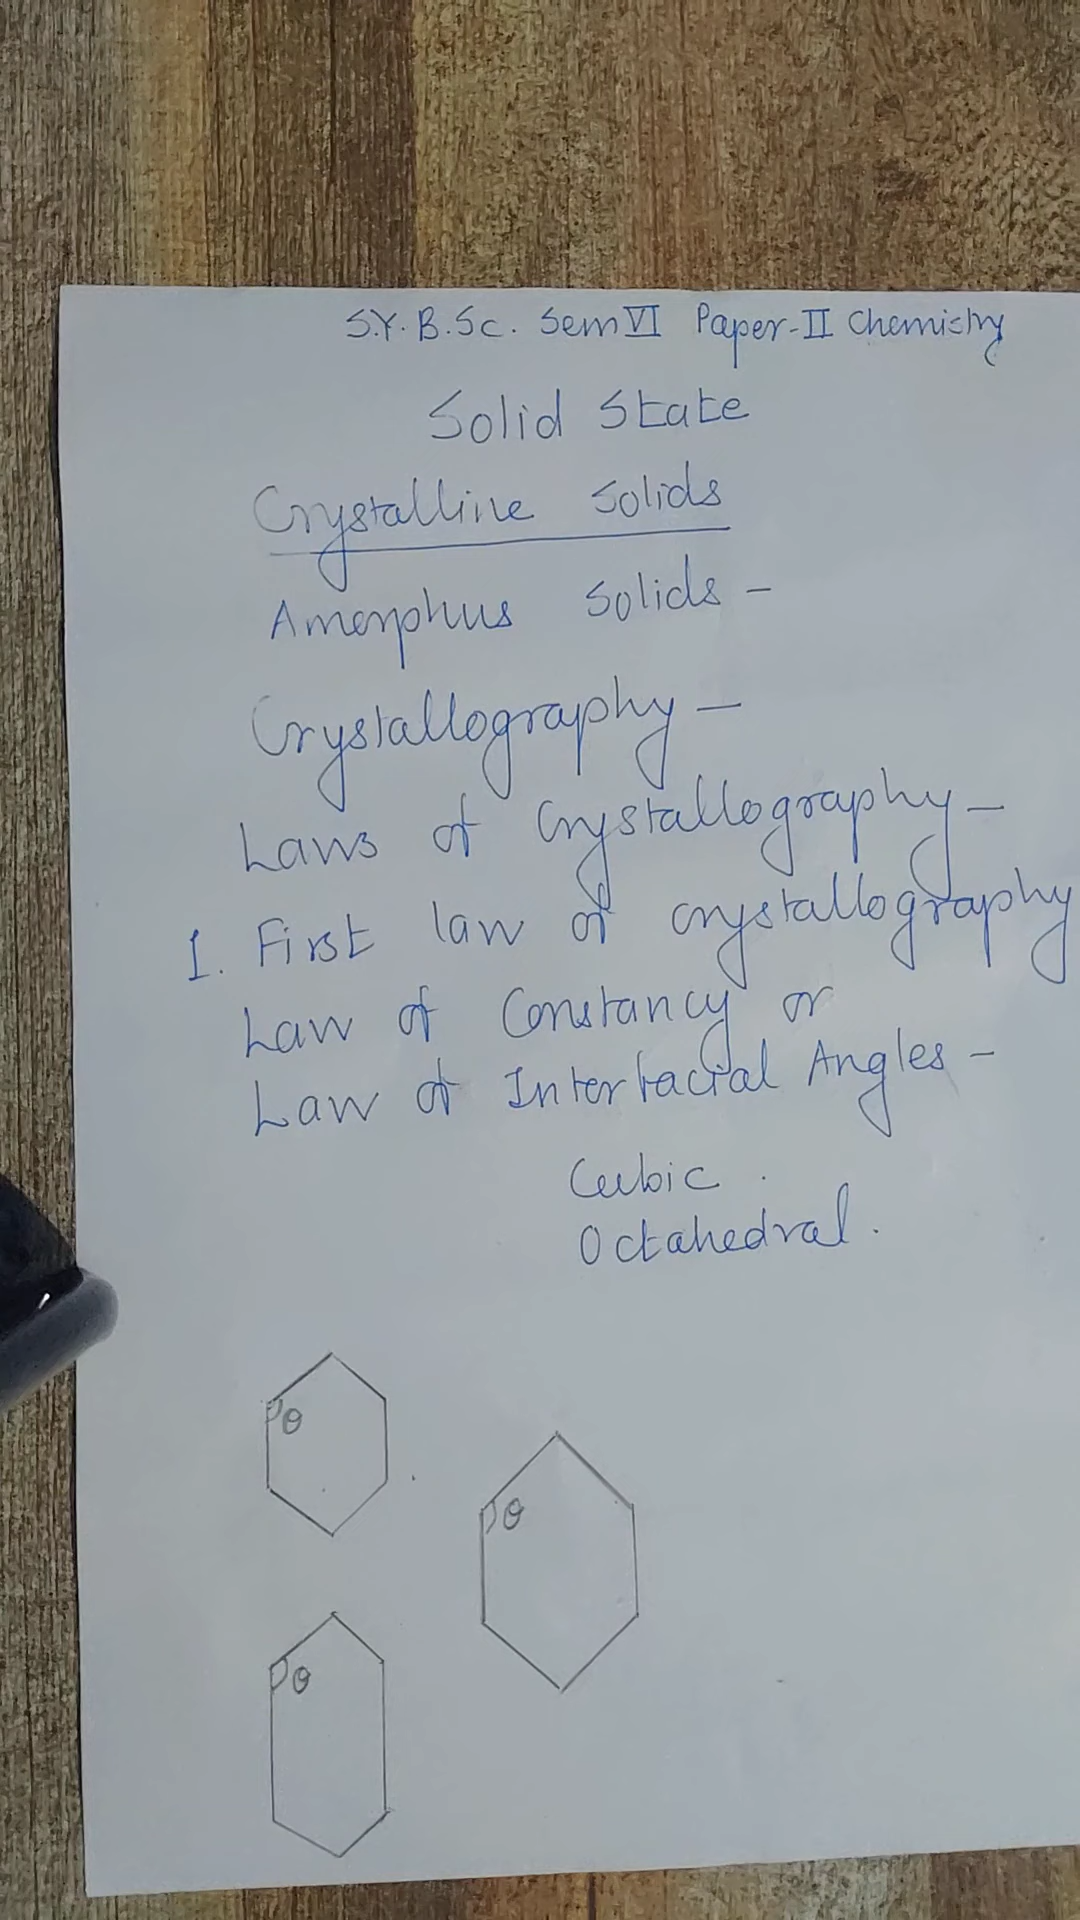 S.Y. B.Sc. Sem VI Paper-II Chemistry
Solid State
Crystalline Solids
Amorphus Solids -
Crystallography -
Laws of Crystallography -
1. First law of crystallography
Law of Constancy or
Law of Interfacial Angles -
Cubic.
Octahedral.
θ
θ
θ